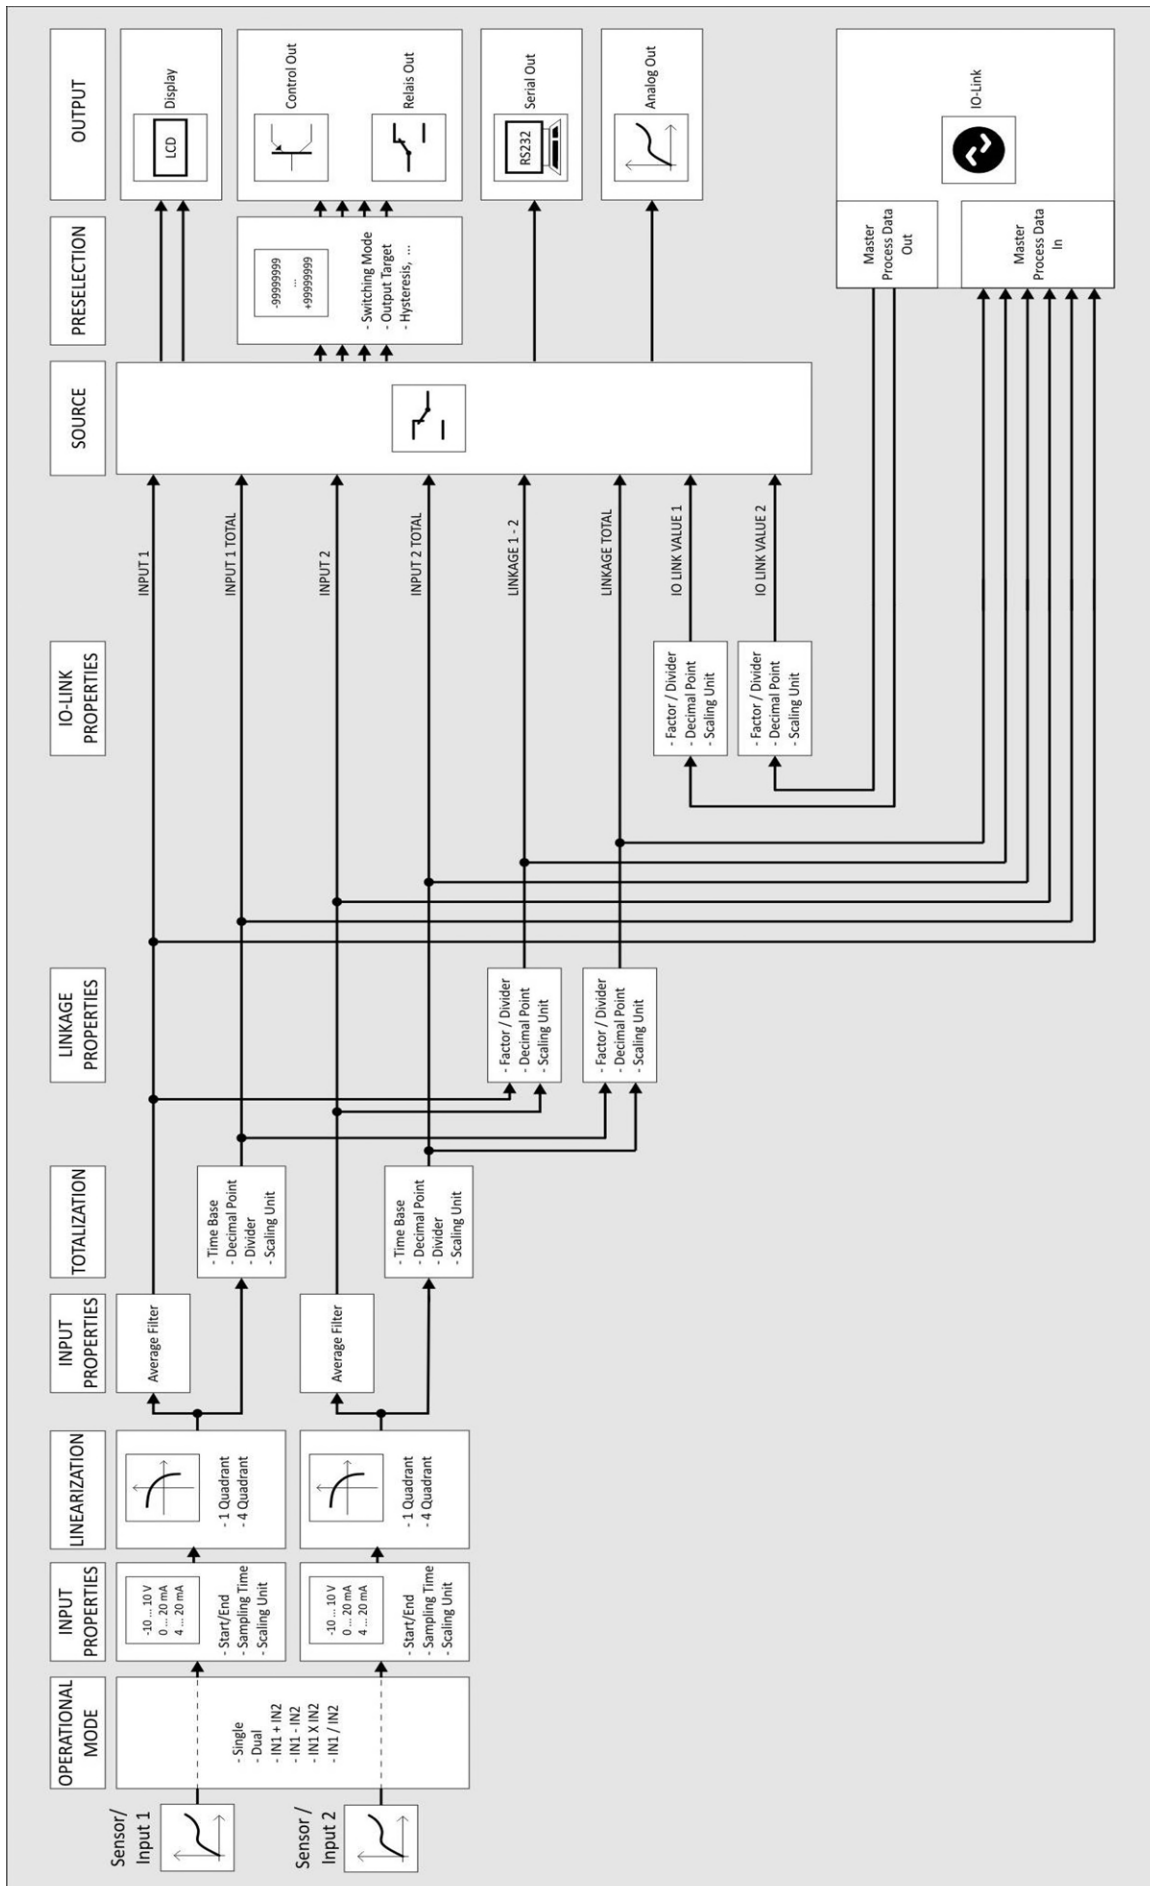 OPERATIONAL
MODE
INPUT
PROPERTIES
LINEARIZATION
INPUT
PROPERTIES
TOTALIZATION
LINKAGE
PROPERTIES
IO-LINK
PROPERTIES
SOURCE
PRESELECTION
OUTPUT
Sensor/
Input 1
Sensor /
Input 2
- Single
- Dual
- IN1 + IN2
- IN1 - IN2
- IN1 X IN2
- IN1 / IN2
-10 ... 10 V
0 ... 20 mA
4 ... 20 mA
- Start/End
- Sampling Time
- Scaling Unit
-10 ... 10 V
0 ... 20 mA
4 ... 20 mA
- Start/End
- Sampling Time
- Scaling Unit
- 1 Quadrant
- 4 Quadrant
- 1 Quadrant
- 4 Quadrant
Average Filter
Average Filter
- Time Base
- Decimal Point
- Divider
- Scaling Unit
- Time Base
- Decimal Point
- Divider
- Scaling Unit
- Factor / Divider
- Decimal Point
- Scaling Unit
- Factor / Divider
- Decimal Point
- Scaling Unit
- Factor / Divider
- Decimal Point
- Scaling Unit
- Factor / Divider
- Decimal Point
- Scaling Unit
INPUT 1
INPUT 1 TOTAL
INPUT 2
INPUT 2 TOTAL
LINKAGE 1 - 2
LINKAGE TOTAL
IO LINK VALUE 1
IO LINK VALUE 2
-99999999
...
+99999999
- Switching Mode
- Output Target
- Hysteresis, ...
LCD
Display
Control Out
Relais Out
RS232
Serial Out
Analog Out
Master
Process Data
Out
Master
Process Data
In
IO-Link